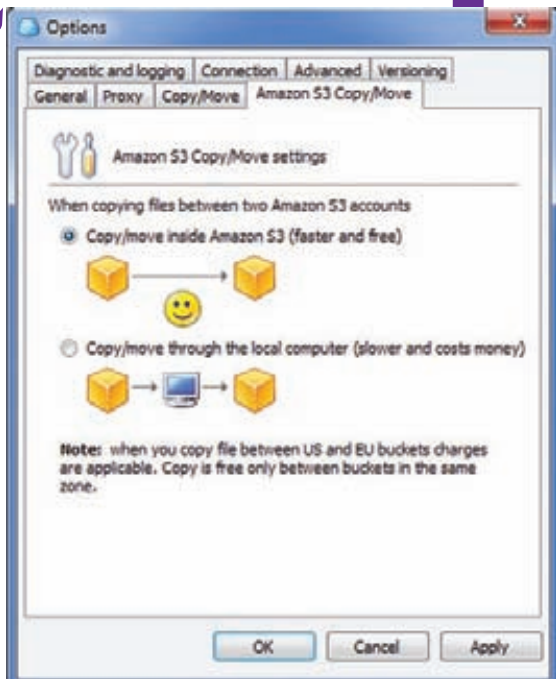 Options
Diagnostic and logging Connection Advanced Versioning
General Proxy Copy/Move Amazon S3 Copy/Move
Amazon S3 Copy/Move settings
When copying files between two Amazon S3 accounts
Copy/move inside Amazon S3 (faster and free)
Copy/move through the local computer (slower and costs money)
Note: when you copy file between US and EU buckets charges
are applicable. Copy is free only between buckets in the same
zone.
OK Cancel Apply